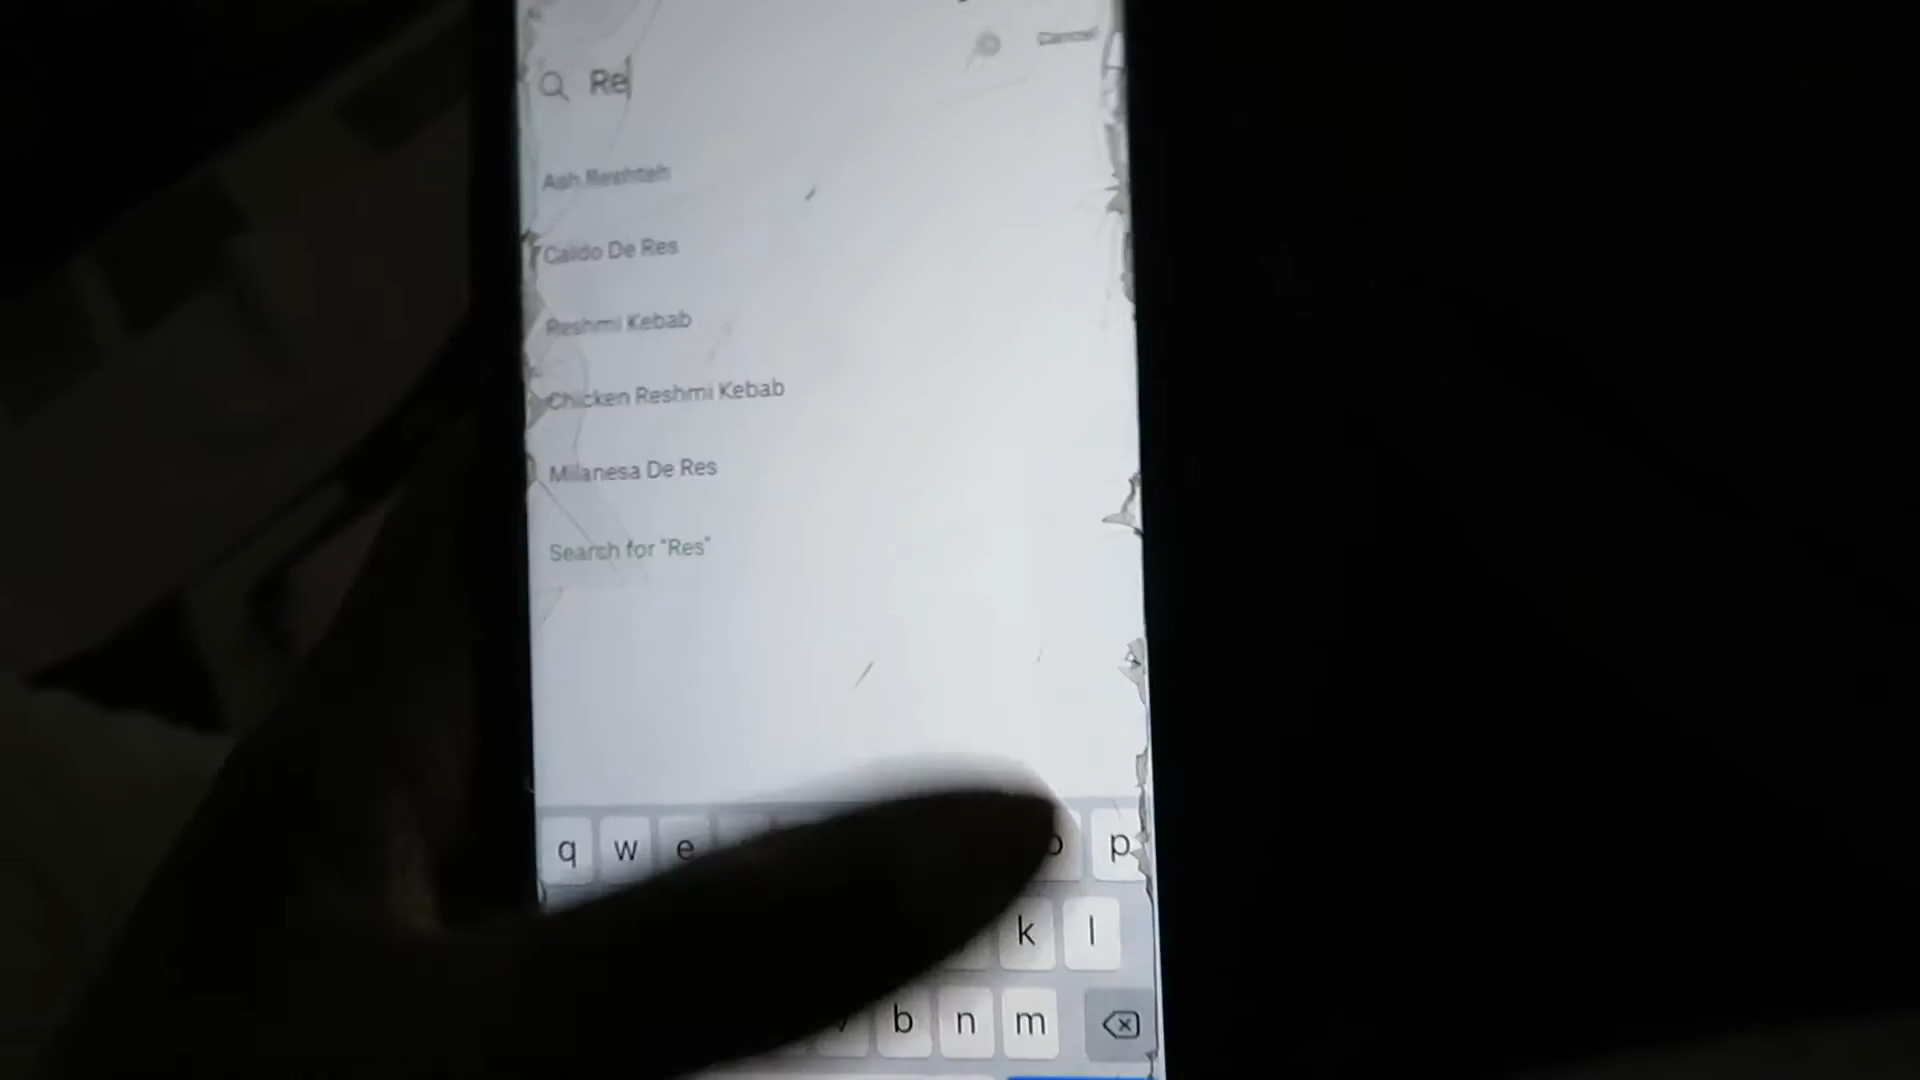 Cancel
Re
Ash Reshteh
Caldo De Res
Reshmi Kebab
Chicken Reshmi Kebab
Milanesa De Res
Search for "Res"
q w e o p
k l
v b n m